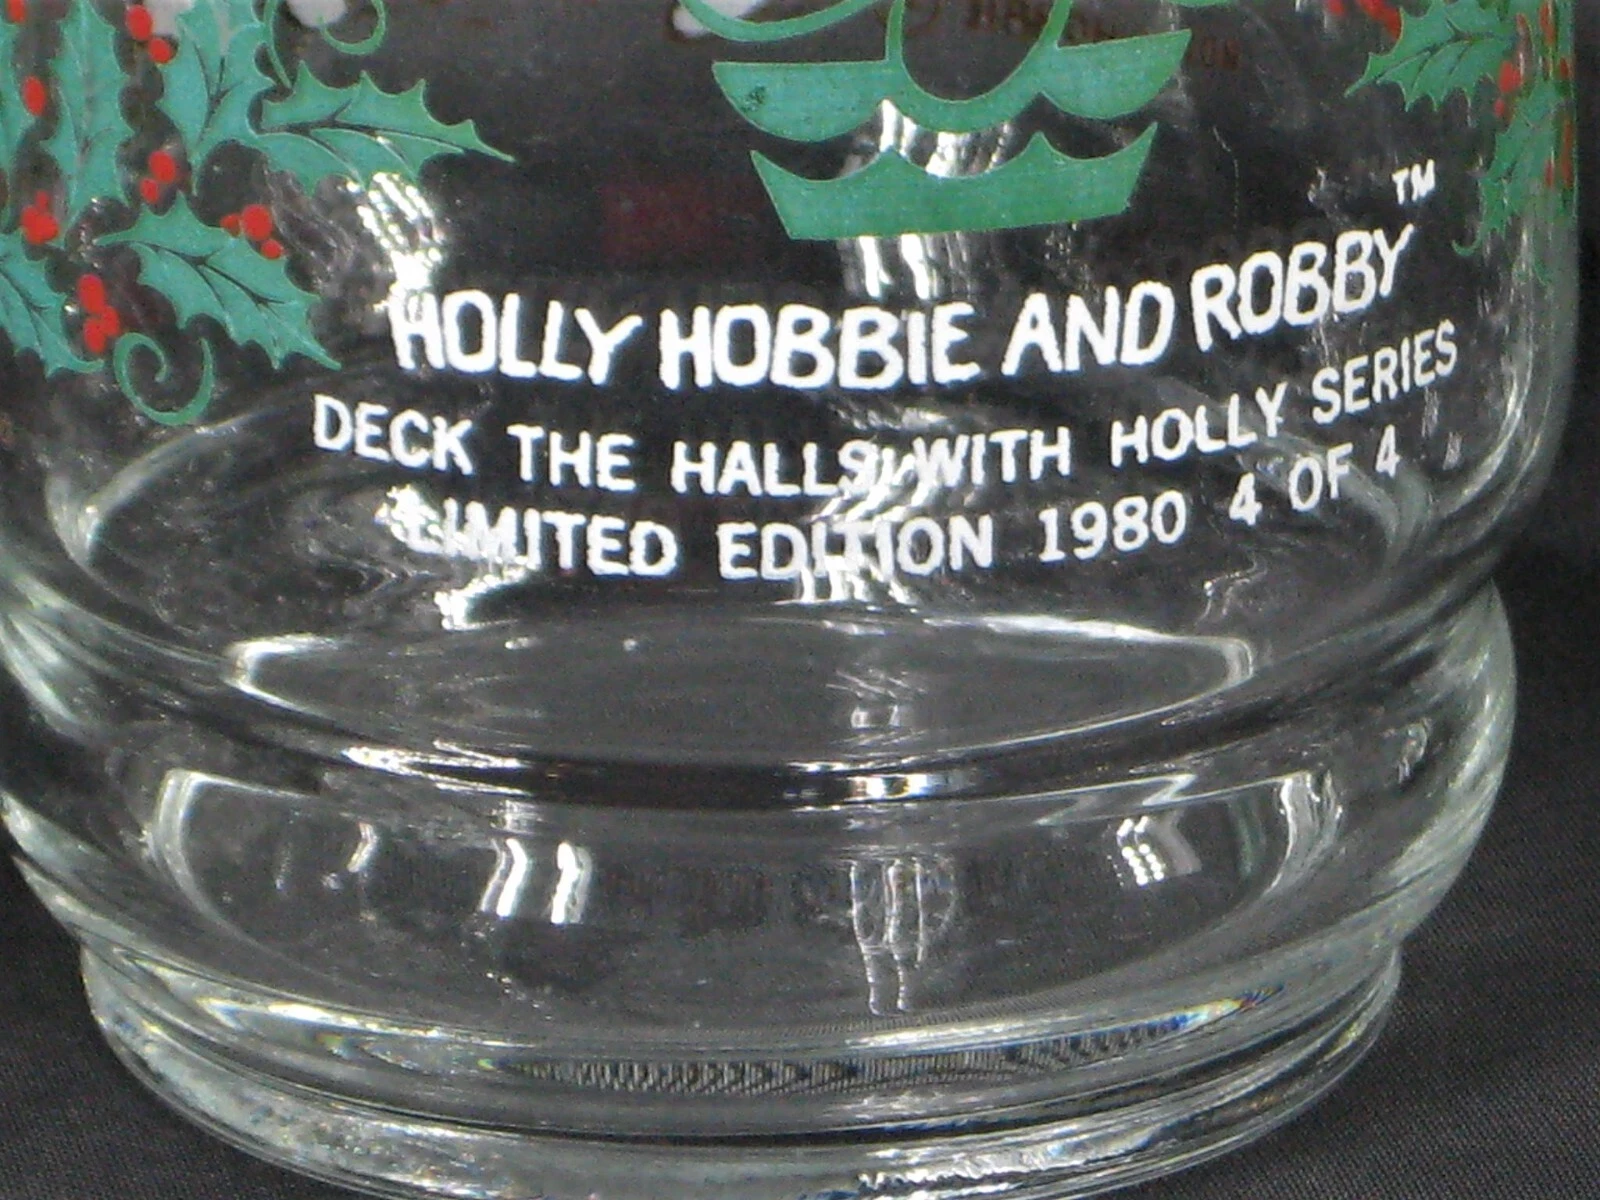 HOLLY HOBBIE AND ROBBY™
DECK THE HALLS WITH HOLLY SERIES
LIMITED EDITION 1980 4 OF 4